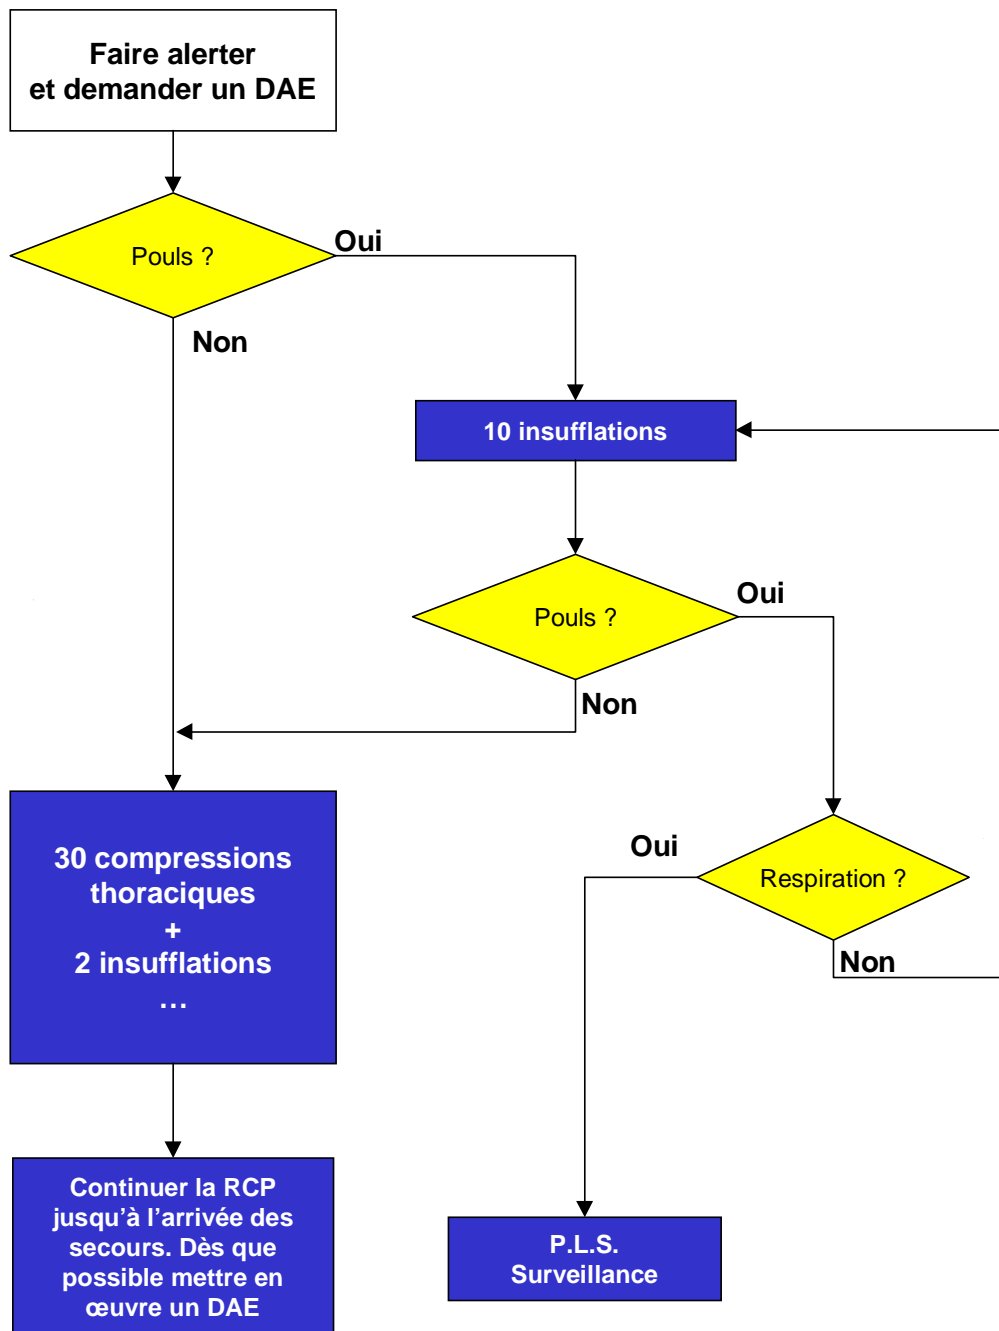 Faire alerter
et demander un DAE
Pouls ?
Oui
Non
10 insufflations
Pouls ?
Oui
Non
30 compressions
thoraciques
+
2 insufflations
…
Oui
Respiration ?
Non
Continuer la RCP
jusqu’à l’arrivée des
secours. Dès que
possible mettre en
œuvre un DAE
P.L.S.
Surveillance